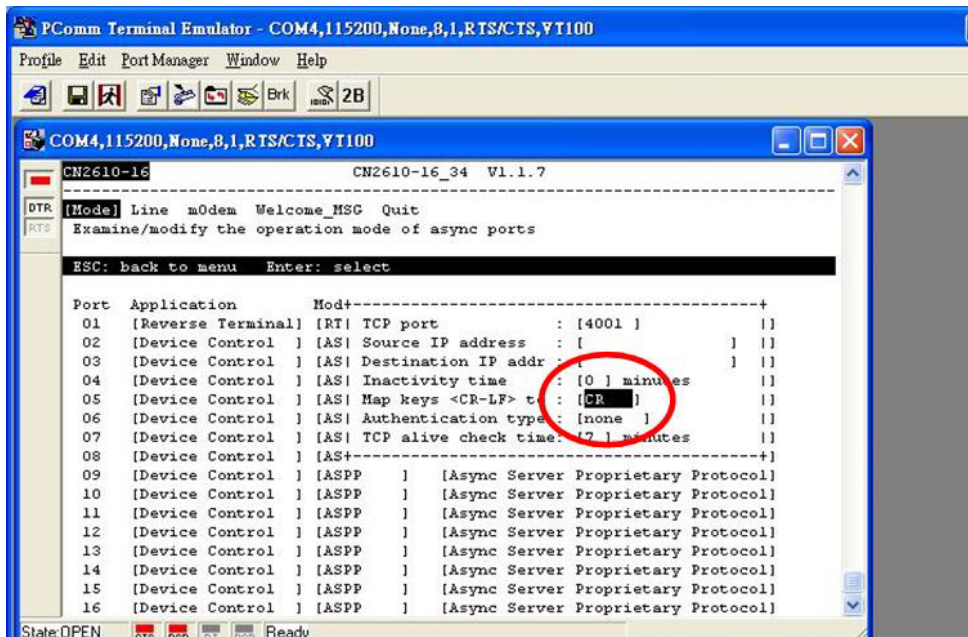 PComm Terminal Emulator - COM4,115200,None,8,1,RTS/CTS,VT100
Profile Edit Port Manager Window Help
Brk 2B
COM4,115200,None,8,1,RTS/CTS,VT100
CN2610-16 CN2610-16_34 V1.1.7
DTR
RTS
[Mode] Line mOdem Welcome_MSG Quit
Examine/modify the operation mode of async ports
ESC: back to menu Enter: select
Port Application Mod+----------------------------------------------+
01 [Reverse Terminal] [RT| TCP port : [4001 ] |]
02 [Device Control ] [AS| Source IP address : [ ] |]
03 [Device Control ] [AS| Destination IP addr : [ ] |]
04 [Device Control ] [AS| Inactivity time : [0 ] minutes |]
05 [Device Control ] [AS| Map keys <CR-LF> to : [CR ] |]
06 [Device Control ] [AS| Authentication type : [none ] |]
07 [Device Control ] [AS| TCP alive check time: [7 ] minutes |]
08 [Device Control ] [AS+----------------------------------------------+]
09 [Device Control ] [ASPP ] [Async Server Proprietary Protocol]
10 [Device Control ] [ASPP ] [Async Server Proprietary Protocol]
11 [Device Control ] [ASPP ] [Async Server Proprietary Protocol]
12 [Device Control ] [ASPP ] [Async Server Proprietary Protocol]
13 [Device Control ] [ASPP ] [Async Server Proprietary Protocol]
14 [Device Control ] [ASPP ] [Async Server Proprietary Protocol]
15 [Device Control ] [ASPP ] [Async Server Proprietary Protocol]
16 [Device Control ] [ASPP ] [Async Server Proprietary Protocol]
State:OPEN CTS DSR RI DCD Ready